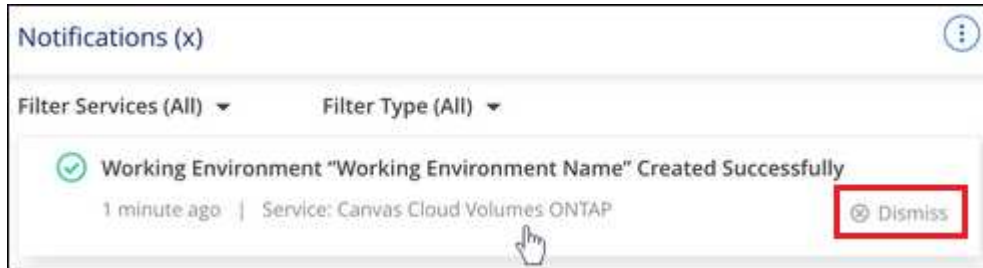 Notifications (x)
Filter Services (All) Filter Type (All)
Working Environment “Working Environment Name” Created Successfully
1 minute ago | Service: Canvas Cloud Volumes ONTAP Dismiss